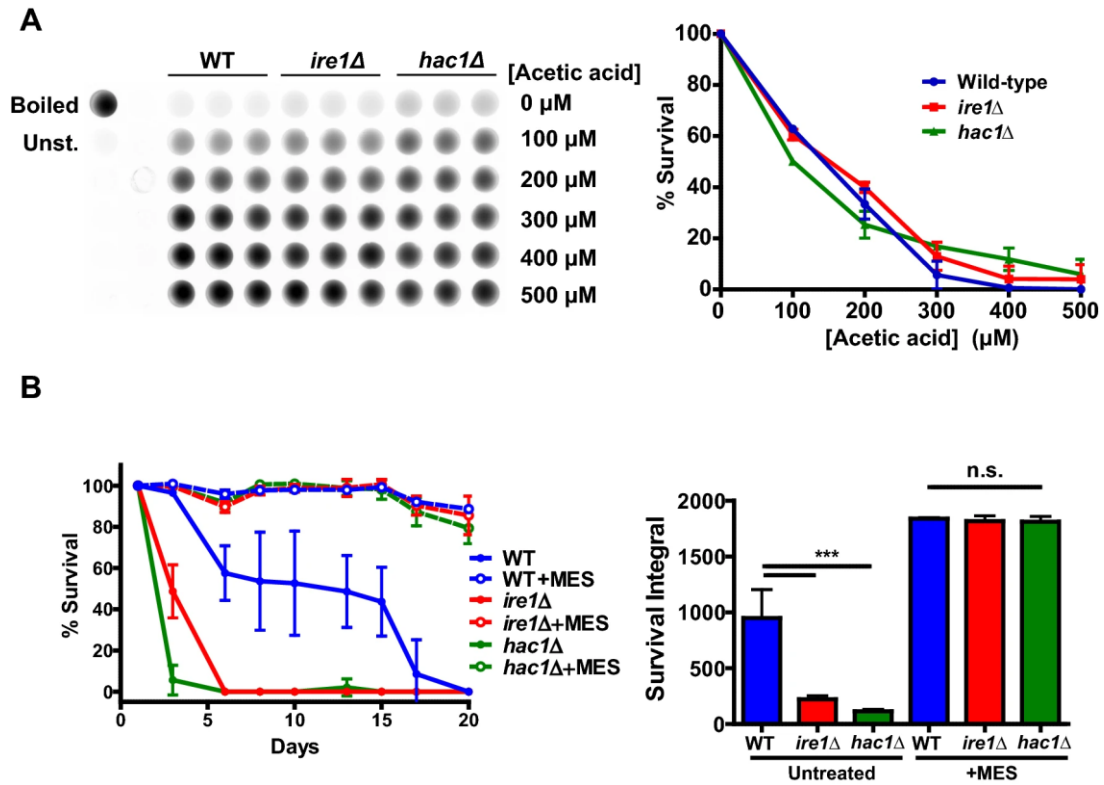 A
WT ire1Δ hac1Δ [Acetic acid]
Boiled 0 µM
Unst. 100 µM
200 µM
300 µM
400 µM
500 µM
100
80
60
40
20
0
% Survival
0 100 200 300 400 500
[Acetic acid] (µM)
Wild-type
ire1Δ
hac1Δ
B
100
80
60
40
20
0
% Survival
0 5 10 15 20
Days
WT
WT+MES
ire1Δ
ire1Δ+MES
hac1Δ
hac1Δ+MES
2000
1500
1000
500
0
Survival Integral
n.s.
***
WT ire1Δ hac1Δ WT ire1Δ hac1Δ
Untreated +MES